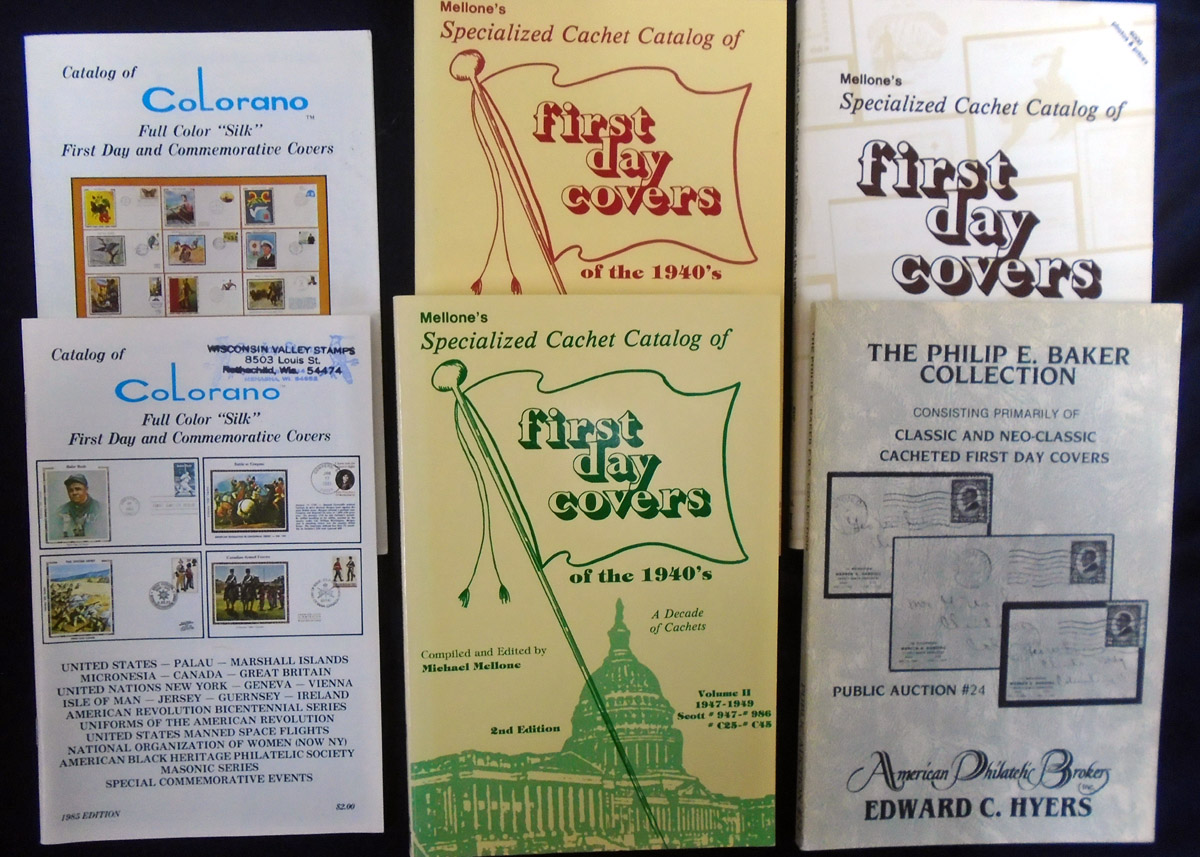 Catalog of
CoLorano
TM
Full Color "Silk"
First Day and Commemorative Covers
Mellone's
Specialized Cachet Catalog of
first
day
covers
of the 1940's
6000
photos & prices
Mellone's
Specialized Cachet Catalog of
first
day
covers
Catalog of
WISCONSIN VALLEY STAMPS
8503 Louis St.
Rothschild, Wis. 54474
CoLorano
Full Color "Silk"
First Day and Commemorative Covers
Babe Ruth
UNITED STATES — PALAU — MARSHALL ISLANDS
MICRONESIA — CANADA — GREAT BRITAIN
UNITED NATIONS NEW YORK — GENEVA — VIENNA
ISLE OF MAN — JERSEY — GUERNSEY — IRELAND
AMERICAN REVOLUTION BICENTENNIAL SERIES
UNIFORMS OF THE AMERICAN REVOLUTION
UNITED STATES MANNED SPACE FLIGHTS
NATIONAL ORGANIZATION OF WOMEN (NOW NY)
AMERICAN BLACK HERITAGE PHILATELIC SOCIETY
MASONIC SERIES
SPECIAL COMMEMORATIVE EVENTS
1985 EDITION
$2.00
Mellone's
Specialized Cachet Catalog of
first
day
covers
of the 1940's
A Decade
of Cachets
Compiled and Edited by
Michael Mellone
2nd Edition
Volume II
1947-1949
Scott # 947-# 986
# C25-# C45
THE PHILIP E. BAKER
COLLECTION
CONSISTING PRIMARILY OF
CLASSIC AND NEO-CLASSIC
CACHETED FIRST DAY COVERS
PUBLIC AUCTION #24
American Philatelic Brokers
INC.
EDWARD C. HYERS